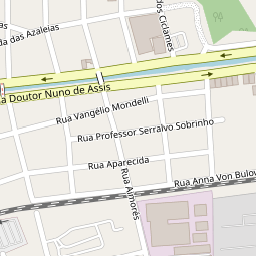 da das Azaleias
dos Ciclames
a Doutor Nuno de Assis
Rua Vangélio Mondelli
Rua Professor Serralvo Sobrinho
Rua Aparecida
Rua Aimorés
Rua Anna Von Bulow